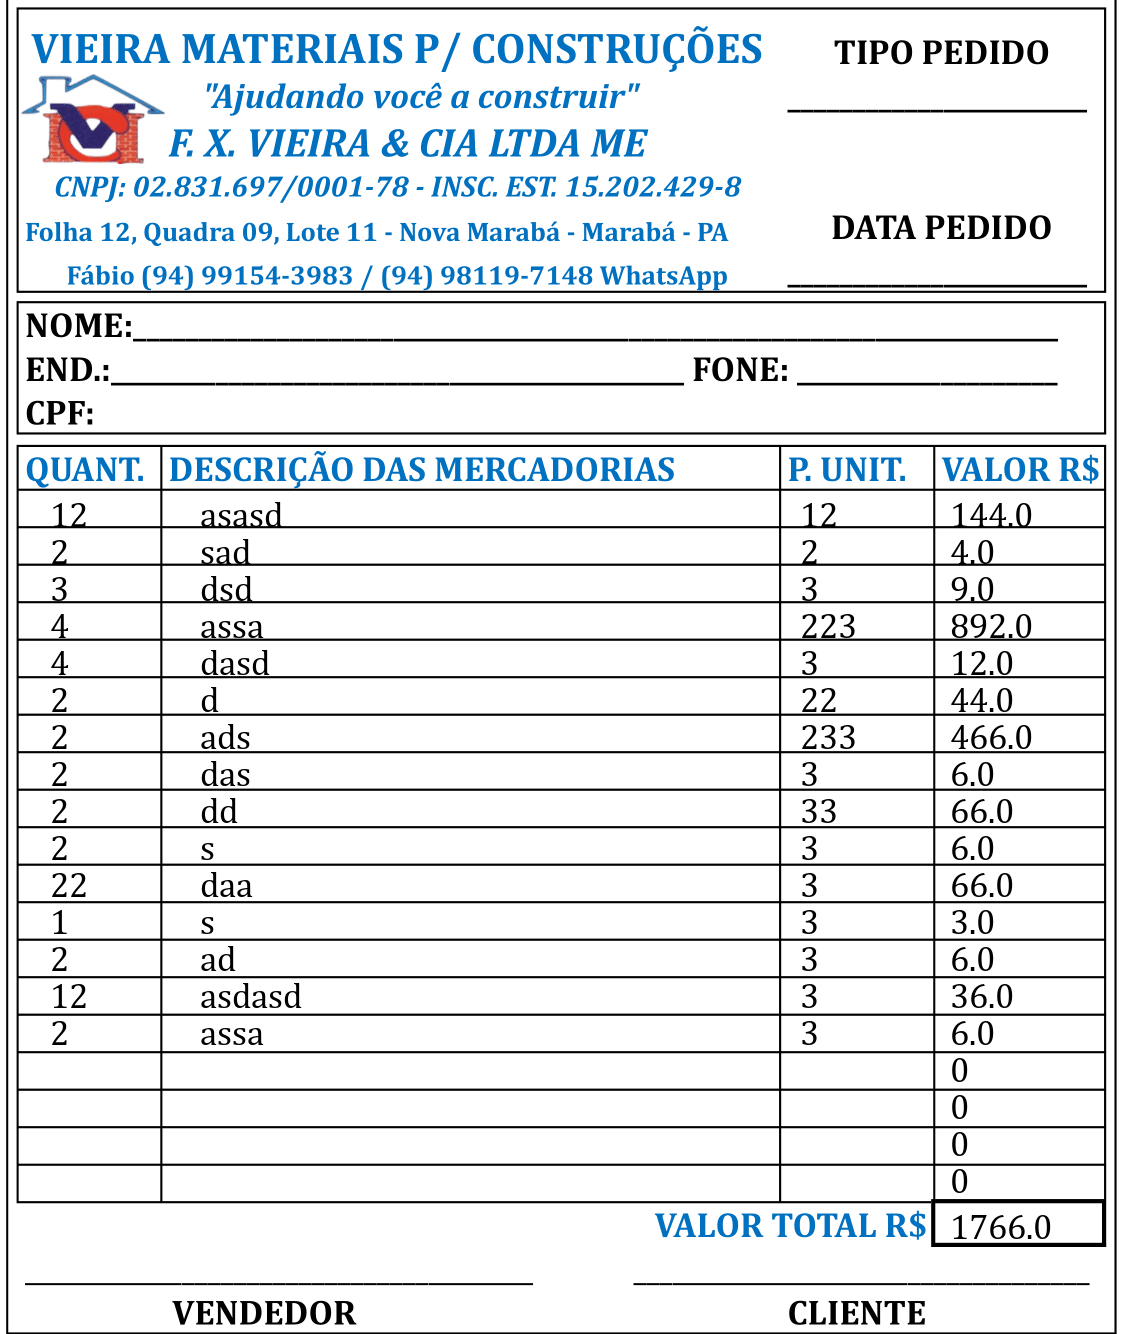 VIEIRA MATERIAIS P/ CONSTRUÇÕES
TIPO PEDIDO
"Ajudando você a construir"
F. X. VIEIRA & CIA LTDA ME
CNPJ: 02.831.697/0001-78 - INSC. EST. 15.202.429-8
Folha 12, Quadra 09, Lote 11 - Nova Marabá - Marabá - PA
DATA PEDIDO
Fábio (94) 99154-3983 / (94) 98119-7148 WhatsApp
NOME:
END.: FONE:
CPF:
QUANT. DESCRIÇÃO DAS MERCADORIAS P. UNIT. VALOR R$
12 asasd 12 144.0
2 sad 2 4.0
3 dsd 3 9.0
4 assa 223 892.0
4 dasd 3 12.0
2 d 22 44.0
2 ads 233 466.0
2 das 3 6.0
2 dd 33 66.0
2 s 3 6.0
22 daa 3 66.0
1 s 3 3.0
2 ad 3 6.0
12 asdasd 3 36.0
2 assa 3 6.0
0
0
0
0
VALOR TOTAL R$ 1766.0
VENDEDOR CLIENTE